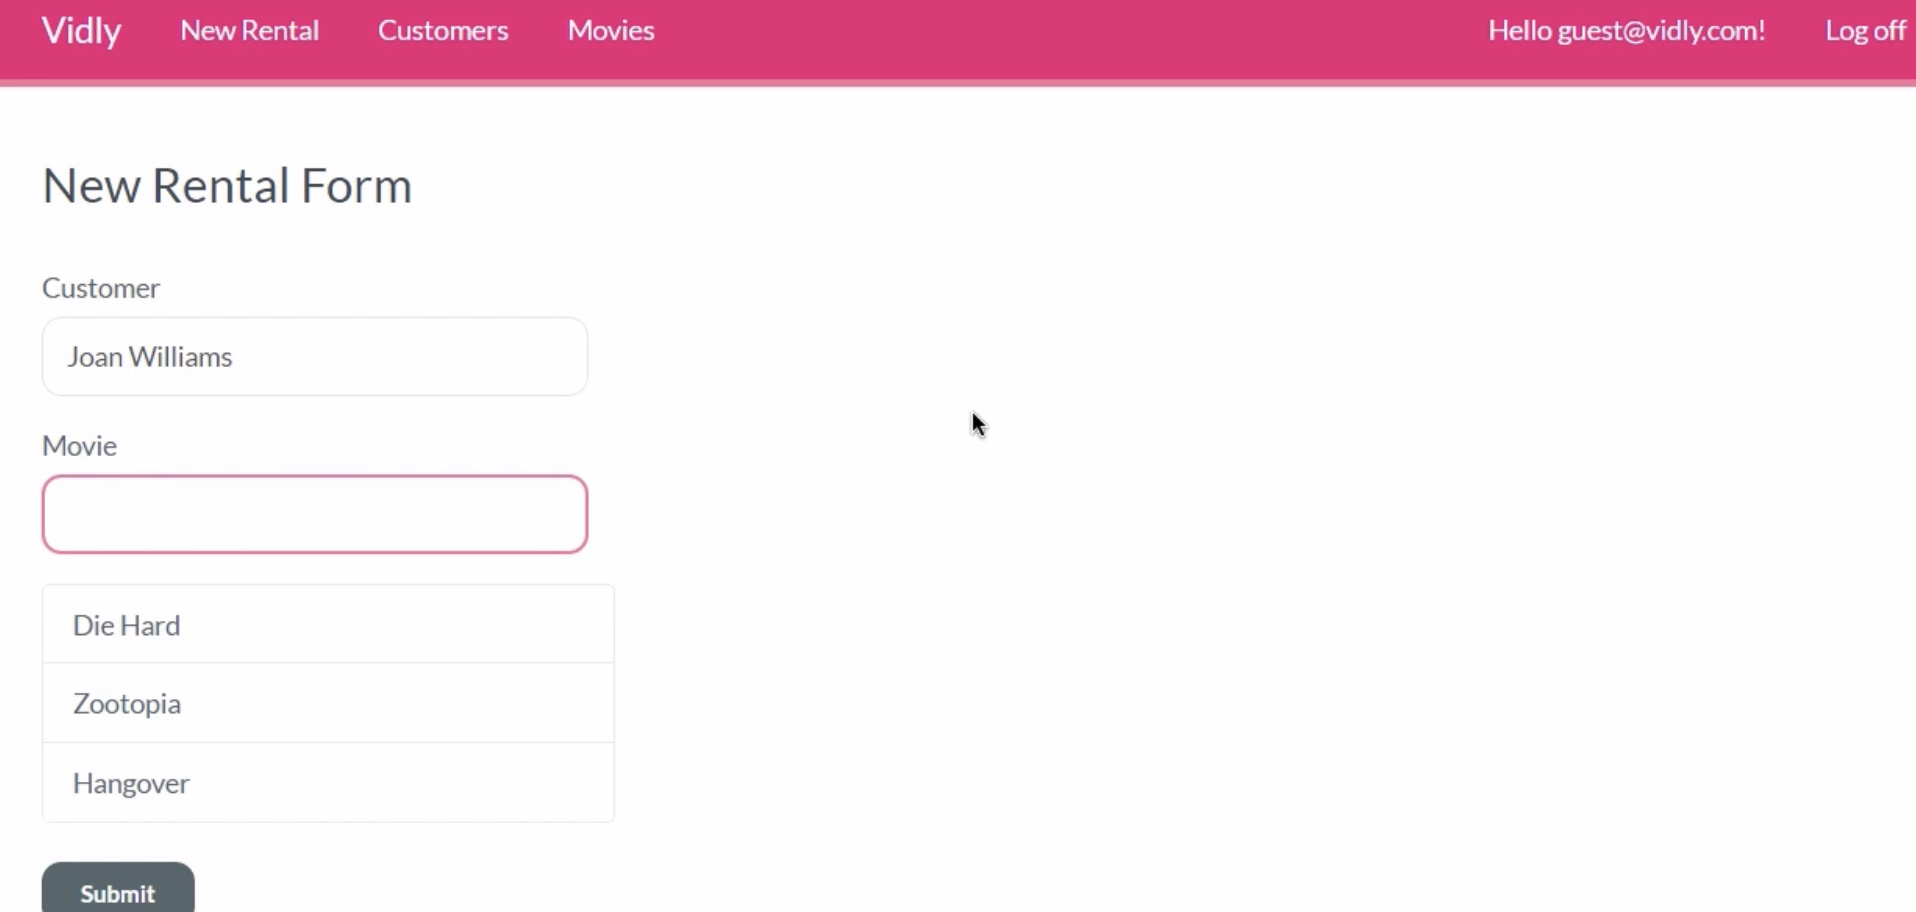 Vidly New Rental Customers Movies Hello guest@vidly.com! Log off
New Rental Form
Customer
Joan Williams
Movie
Die Hard
Zootopia
Hangover
Submit